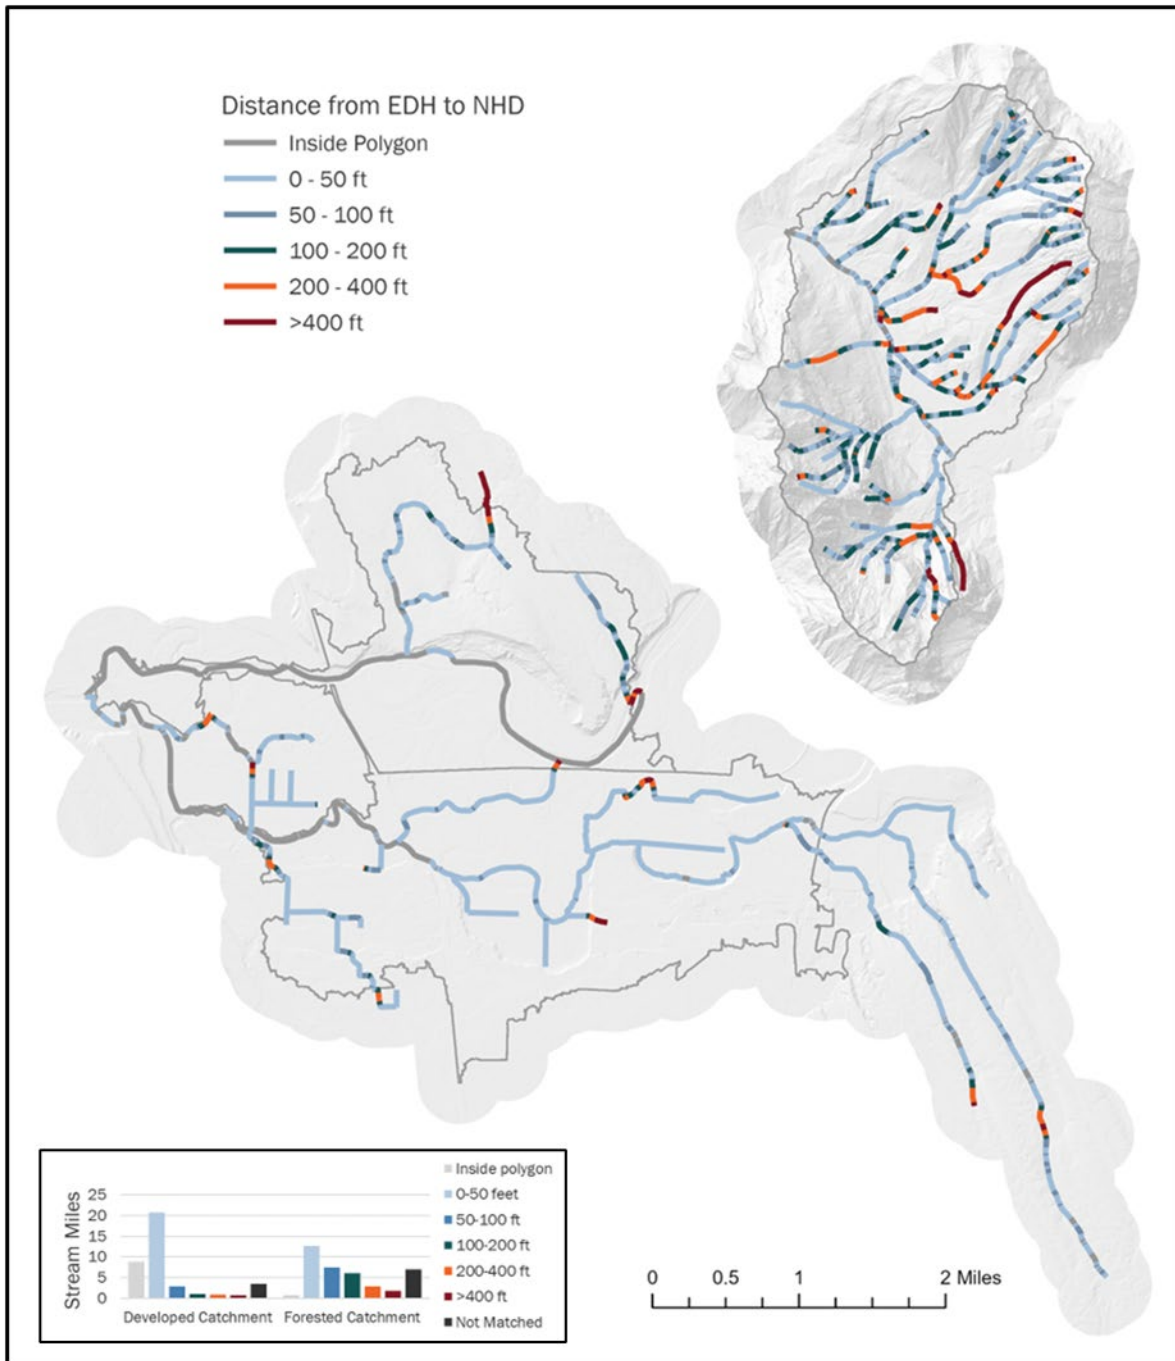 Distance from EDH to NHD
Inside Polygon
0 - 50 ft
50 - 100 ft
100 - 200 ft
200 - 400 ft
>400 ft
Stream Miles
25
20
15
10
5
0
Developed Catchment
Forested Catchment
Inside polygon
0-50 feet
50-100 ft
100-200 ft
200-400 ft
>400 ft
Not Matched
0 0.5 1 2 Miles